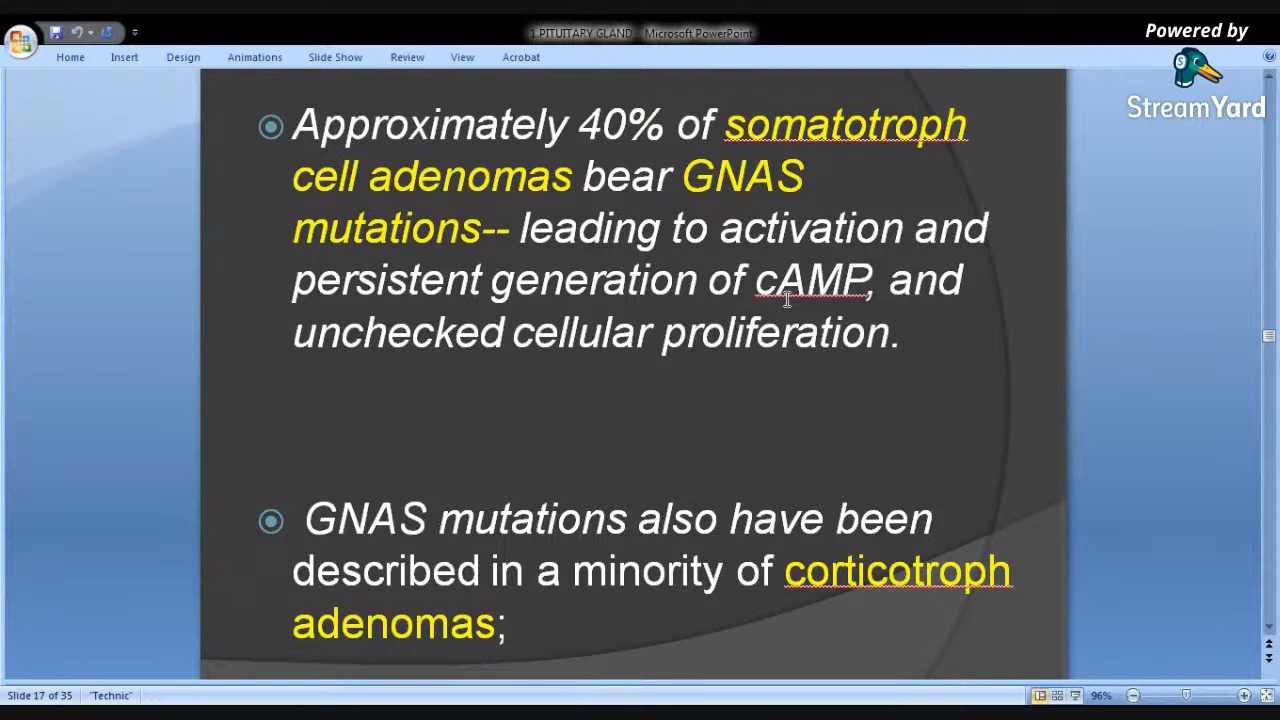 1.PITUITARY GLAND - Microsoft PowerPoint
Powered by
Home Insert Design Animations Slide Show Review View Acrobat
StreamYard
Approximately 40% of somatotroph
cell adenomas bear GNAS
mutations-- leading to activation and
persistent generation of cAMP, and
unchecked cellular proliferation.
GNAS mutations also have been
described in a minority of corticotroph
adenomas;
Slide 17 of 35 "Technic" 96%